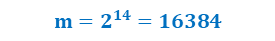 m = 2¹⁴ = 16384